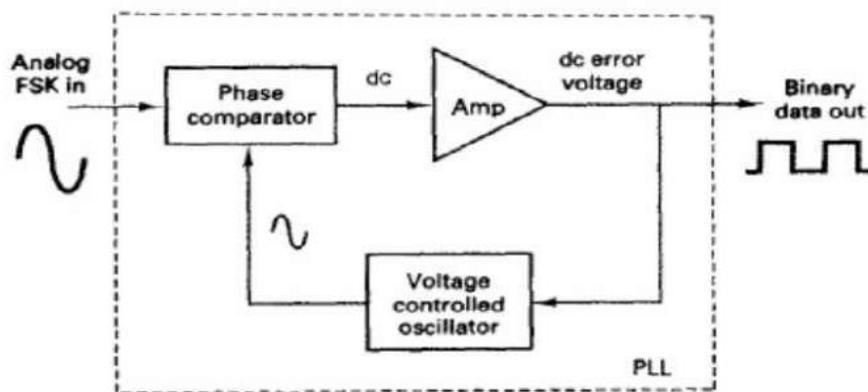 Analog
FSK in
Phase
comparator
dc
Amp
dc error
voltage
Binary
data out
Voltage
controlled
oscillator
PLL